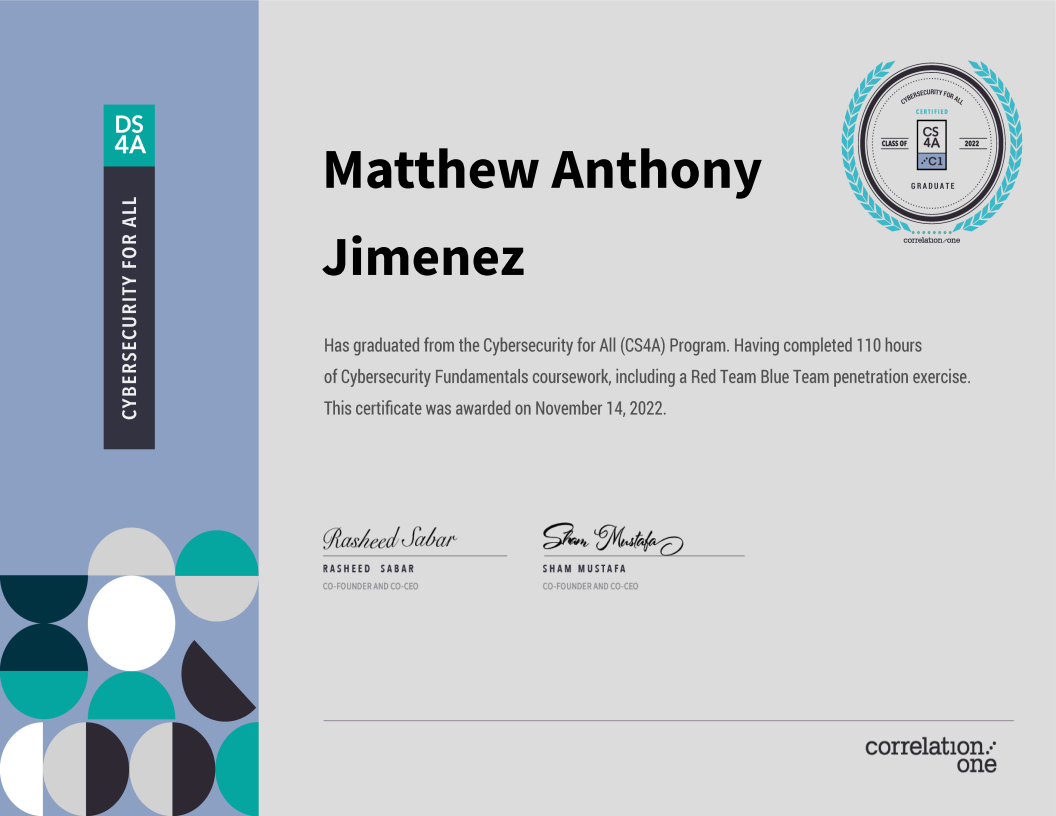 DS
4A
CYBERSECURITY FOR ALL
Matthew Anthony
Jimenez
CYBERSECURITY FOR ALL
CERTIFIED
CLASS OF
CS
4A
C1
2022
GRADUATE
correlation one
Has graduated from the Cybersecurity for All (CS4A) Program. Having completed 110 hours
of Cybersecurity Fundamentals coursework, including a Red Team Blue Team penetration exercise.
This certificate was awarded on November 14, 2022.
Rasheed Sabar
RASHEED SABAR
CO-FOUNDER AND CO-CEO
Sham Mustafa
SHAM MUSTAFA
CO-FOUNDER AND CO-CEO
correlation
one